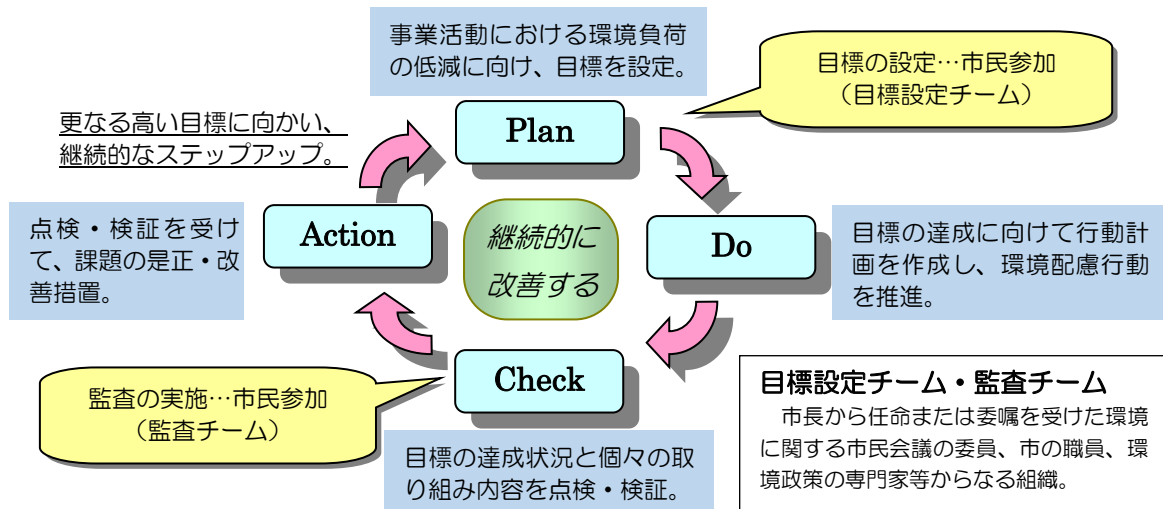 事業活動における環境負荷
の低減に向け、目標を設定。
目標の設定…市民参加
（目標設定チーム）
Plan
更なる高い目標に向かい、
継続的なステップアップ。
点検・検証を受け
て、課題の是正・改
善措置。
Action
継続的に
改善する
Do
目標の達成に向けて行動計
画を作成し、環境配慮行動
を推進。
Check
監査の実施…市民参加
（監査チーム）
目標の達成状況と個々の取
り組み内容を点検・検証。
目標設定チーム・監査チーム
市長から任命または委嘱を受けた環境
に関する市民会議の委員、市の職員、環
境政策の専門家等からなる組織。